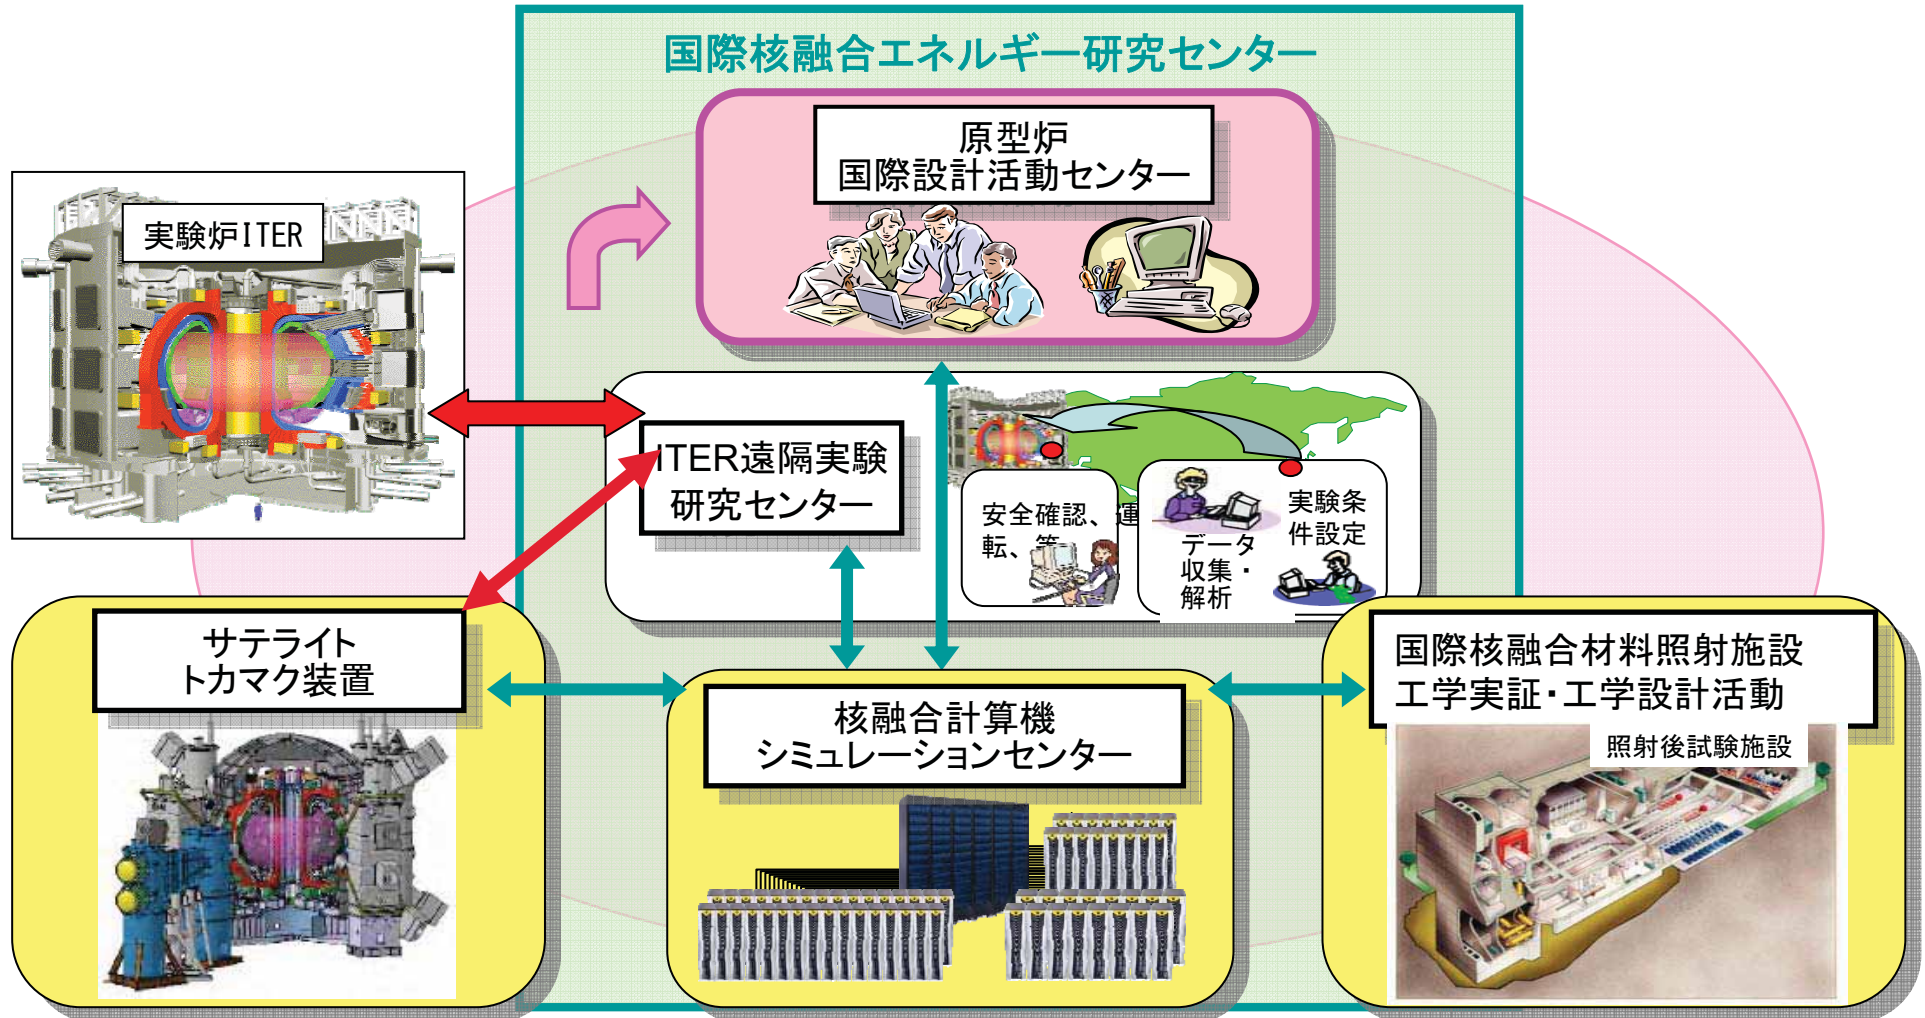 国際核融合エネルギー研究センター
原型炉
国際設計活動センター
実験炉ITER
ITER遠隔実験
研究センター
安全確認、運
転、等
データ
収集・
解析
実験条
件設定
サテライト
トカマク装置
核融合計算機
シミュレーションセンター
国際核融合材料照射施設
工学実証・工学設計活動
照射後試験施設